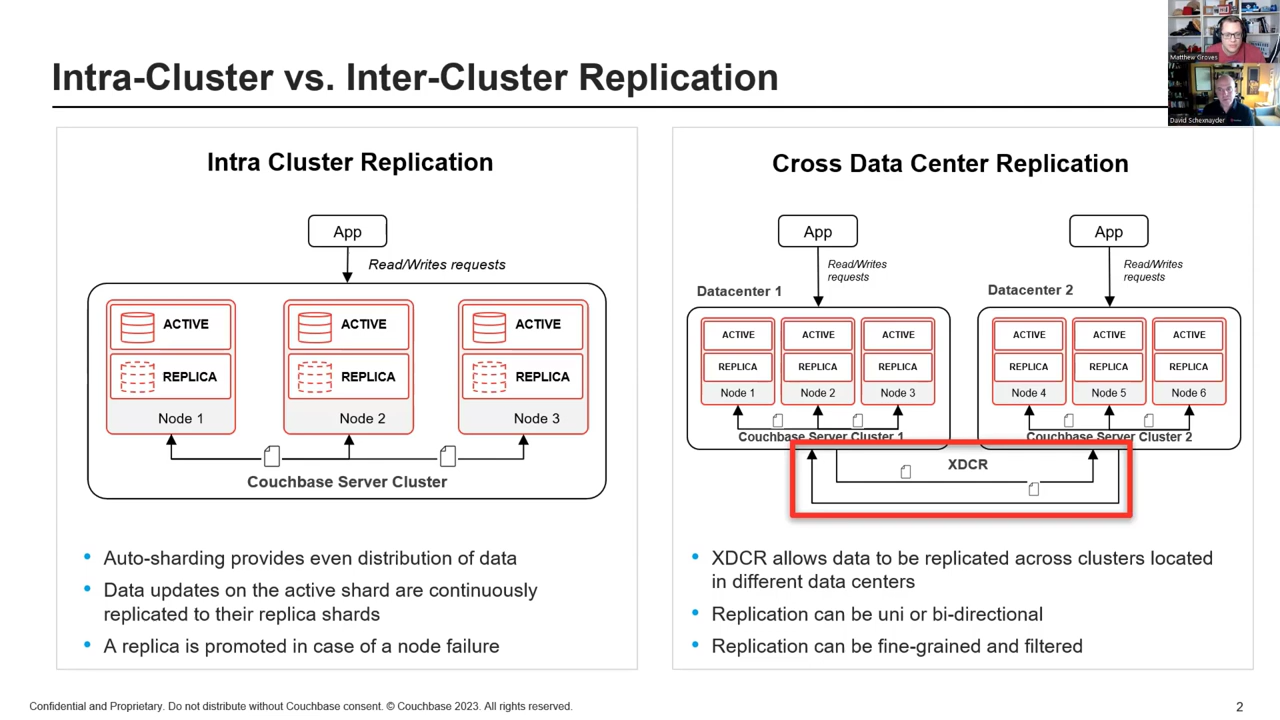 Matthew Groves
David Schexnayder
Intra-Cluster vs. Inter-Cluster Replication
Intra Cluster Replication
App
Read/Writes requests
ACTIVE
REPLICA
Node 1
ACTIVE
REPLICA
Node 2
ACTIVE
REPLICA
Node 3
Couchbase Server Cluster
Auto-sharding provides even distribution of data
Data updates on the active shard are continuously
replicated to their replica shards
A replica is promoted in case of a node failure
Cross Data Center Replication
App
Read/Writes
requests
Datacenter 1
ACTIVE
REPLICA
Node 1
ACTIVE
REPLICA
Node 2
ACTIVE
REPLICA
Node 3
Couchbase Server Cluster 1
App
Read/Writes
requests
Datacenter 2
ACTIVE
REPLICA
Node 4
ACTIVE
REPLICA
Node 5
ACTIVE
REPLICA
Node 6
Couchbase Server Cluster 2
XDCR
XDCR allows data to be replicated across clusters located
in different data centers
Replication can be uni or bi-directional
Replication can be fine-grained and filtered
Confidential and Proprietary. Do not distribute without Couchbase consent. © Couchbase 2023. All rights reserved.
2